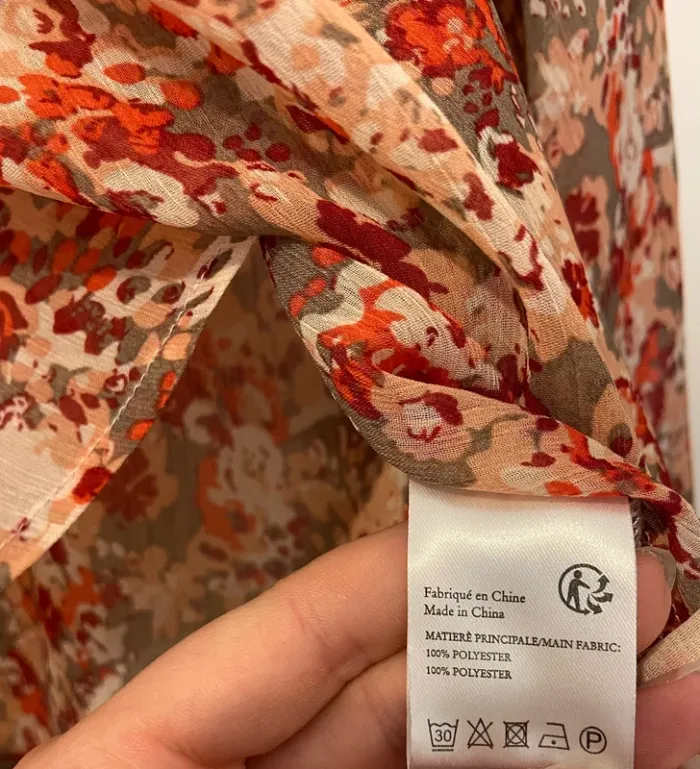 Fabriqué en Chine
Made in China
MATIERÈ PRINCIPALE/MAIN FABRIC:
100% POLYESTER
100% POLYESTER
30 P